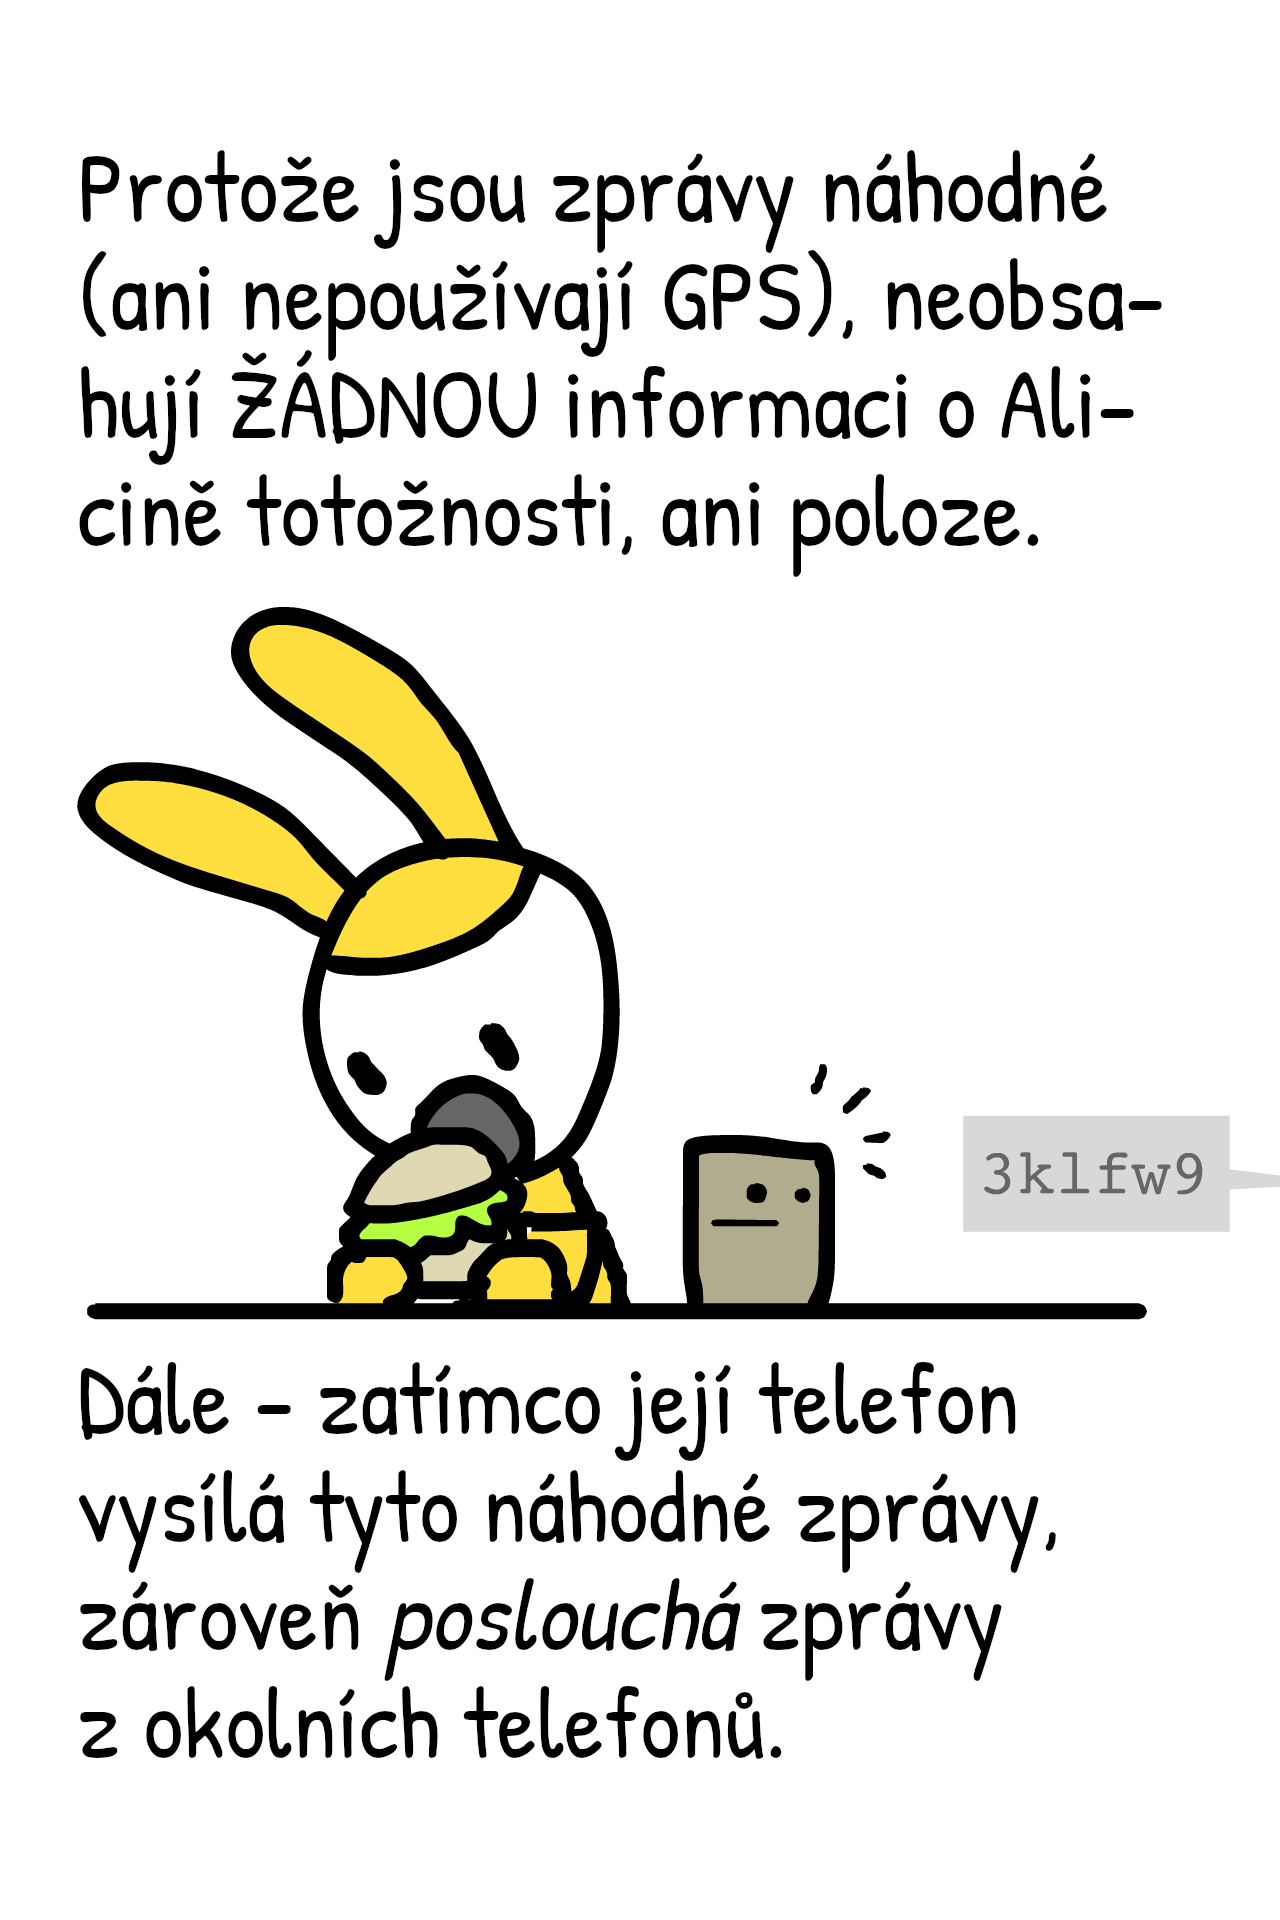 Protože jsou zprávy náhodné
(ani nepoužívají GPS), neobsa-
hují ŽÁDNOU informaci o Ali-
cině totožnosti, ani poloze.
3klfw9
Dále - zatímco její telefon
vysílá tyto náhodné zprávy,
zároveň poslouchá zprávy
z okolních telefonů.